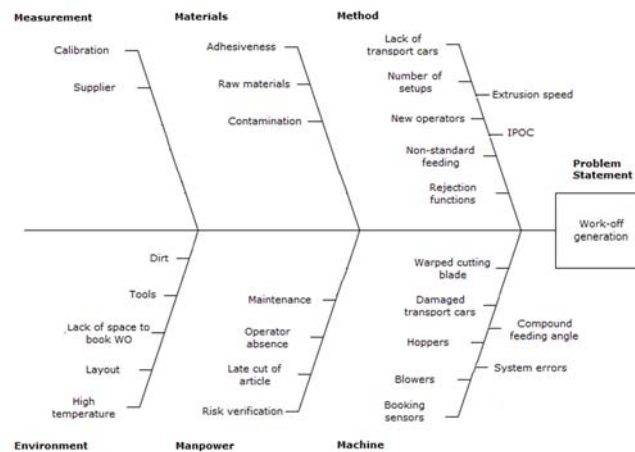 Measurement
Materials
Method
Calibration
Supplier
Adhesiveness
Raw materials
Contamination
Lack of
transport cars
Number of
setups
Extrusion speed
New operators
IPOC
Non-standard
feeding
Rejection
functions
Problem
Statement
Work-off
generation
Dirt
Tools
Lack of space to
book WO
Layout
High
temperature
Maintenance
Operator
absence
Late cut of
article
Risk verification
Warped cutting
blade
Damaged
transport cars
Compound
feeding angle
Hoppers
System errors
Blowers
Booking
sensors
Environment
Manpower
Machine